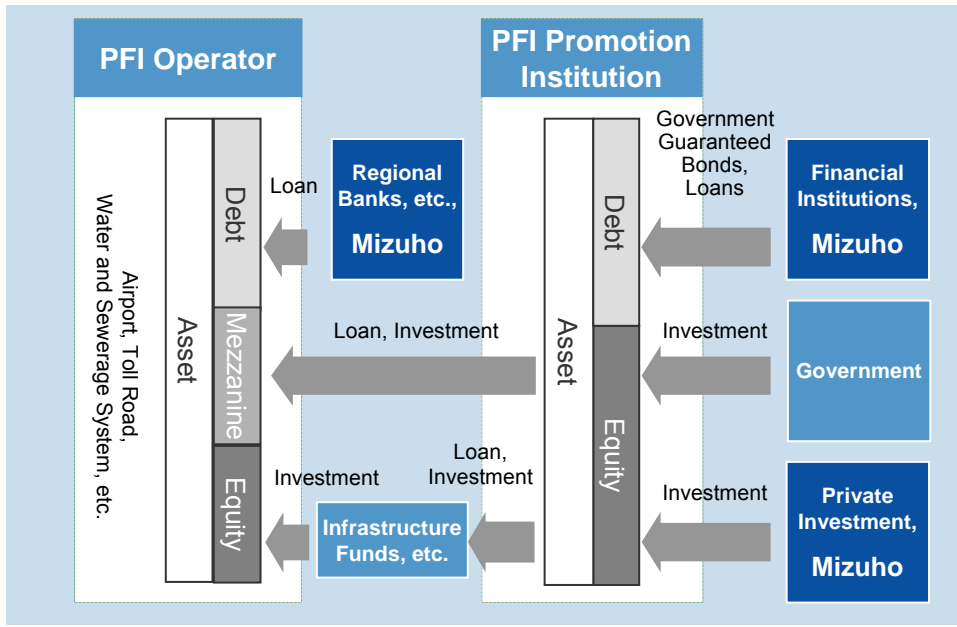 PFI Operator
PFI Promotion
Institution
Airport, Toll Road,
Water and Sewerage System, etc.
Asset
Debt
Mezzanine
Equity
Loan
Regional
Banks, etc.,
Mizuho
Loan, Investment
Investment
Infrastructure
Funds, etc.
Loan,
Investment
Asset
Debt
Equity
Government
Guaranteed
Bonds,
Loans
Financial
Institutions,
Mizuho
Investment
Government
Investment
Private
Investment,
Mizuho